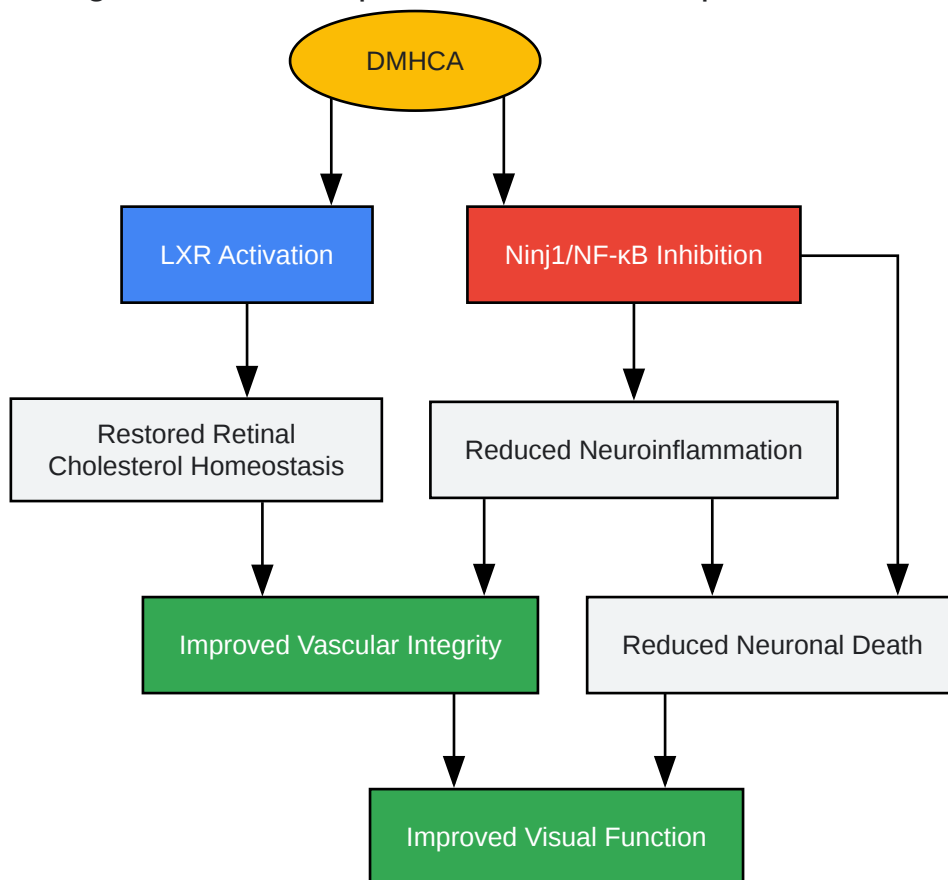 DMHCA
LXR Activation
Ninj1/NF-κB Inhibition
Restored Retinal
Cholesterol Homeostasis
Reduced Neuroinflammation
Improved Vascular Integrity
Reduced Neuronal Death
Improved Visual Function